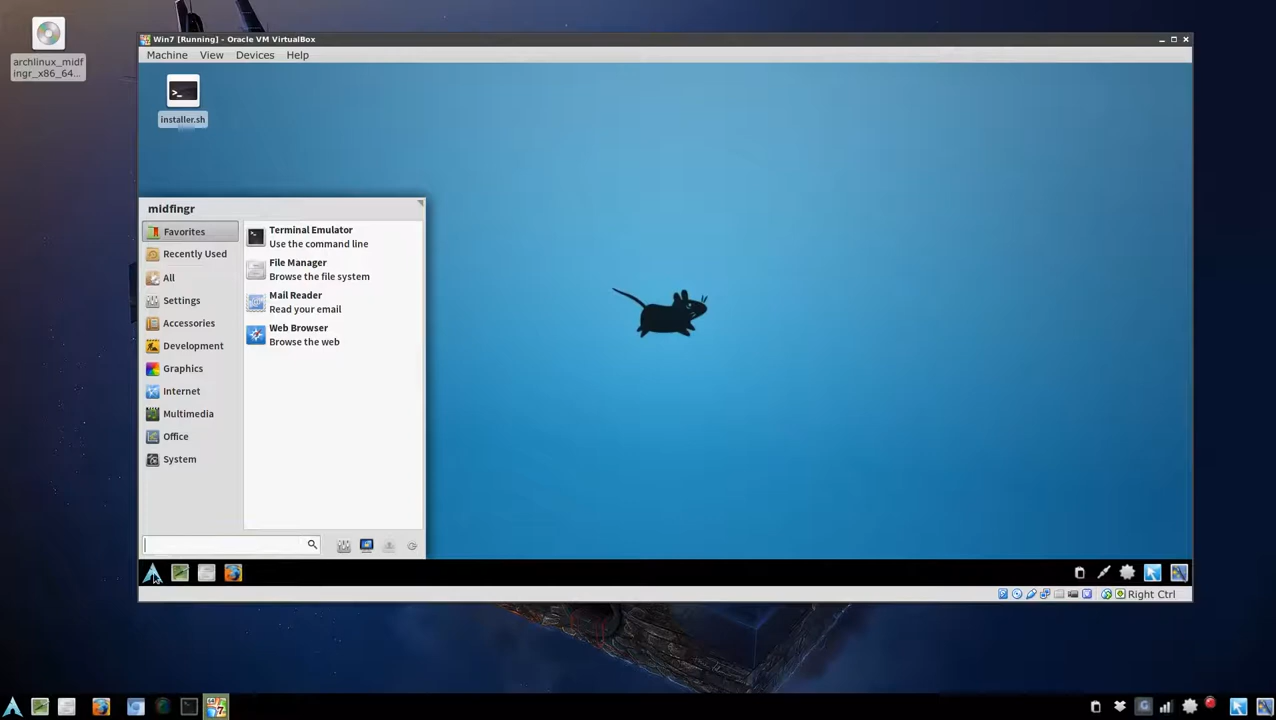 archlinux_midf
ingr_x86_64...
Win7 [Running] - Oracle VM VirtualBox
Machine View Devices Help
installer.sh
midfingr
Favorites
Recently Used
All
Settings
Accessories
Development
Graphics
Internet
Multimedia
Office
System
Terminal Emulator
Use the command line
File Manager
Browse the file system
Mail Reader
Read your email
Web Browser
Browse the web
Right Ctrl